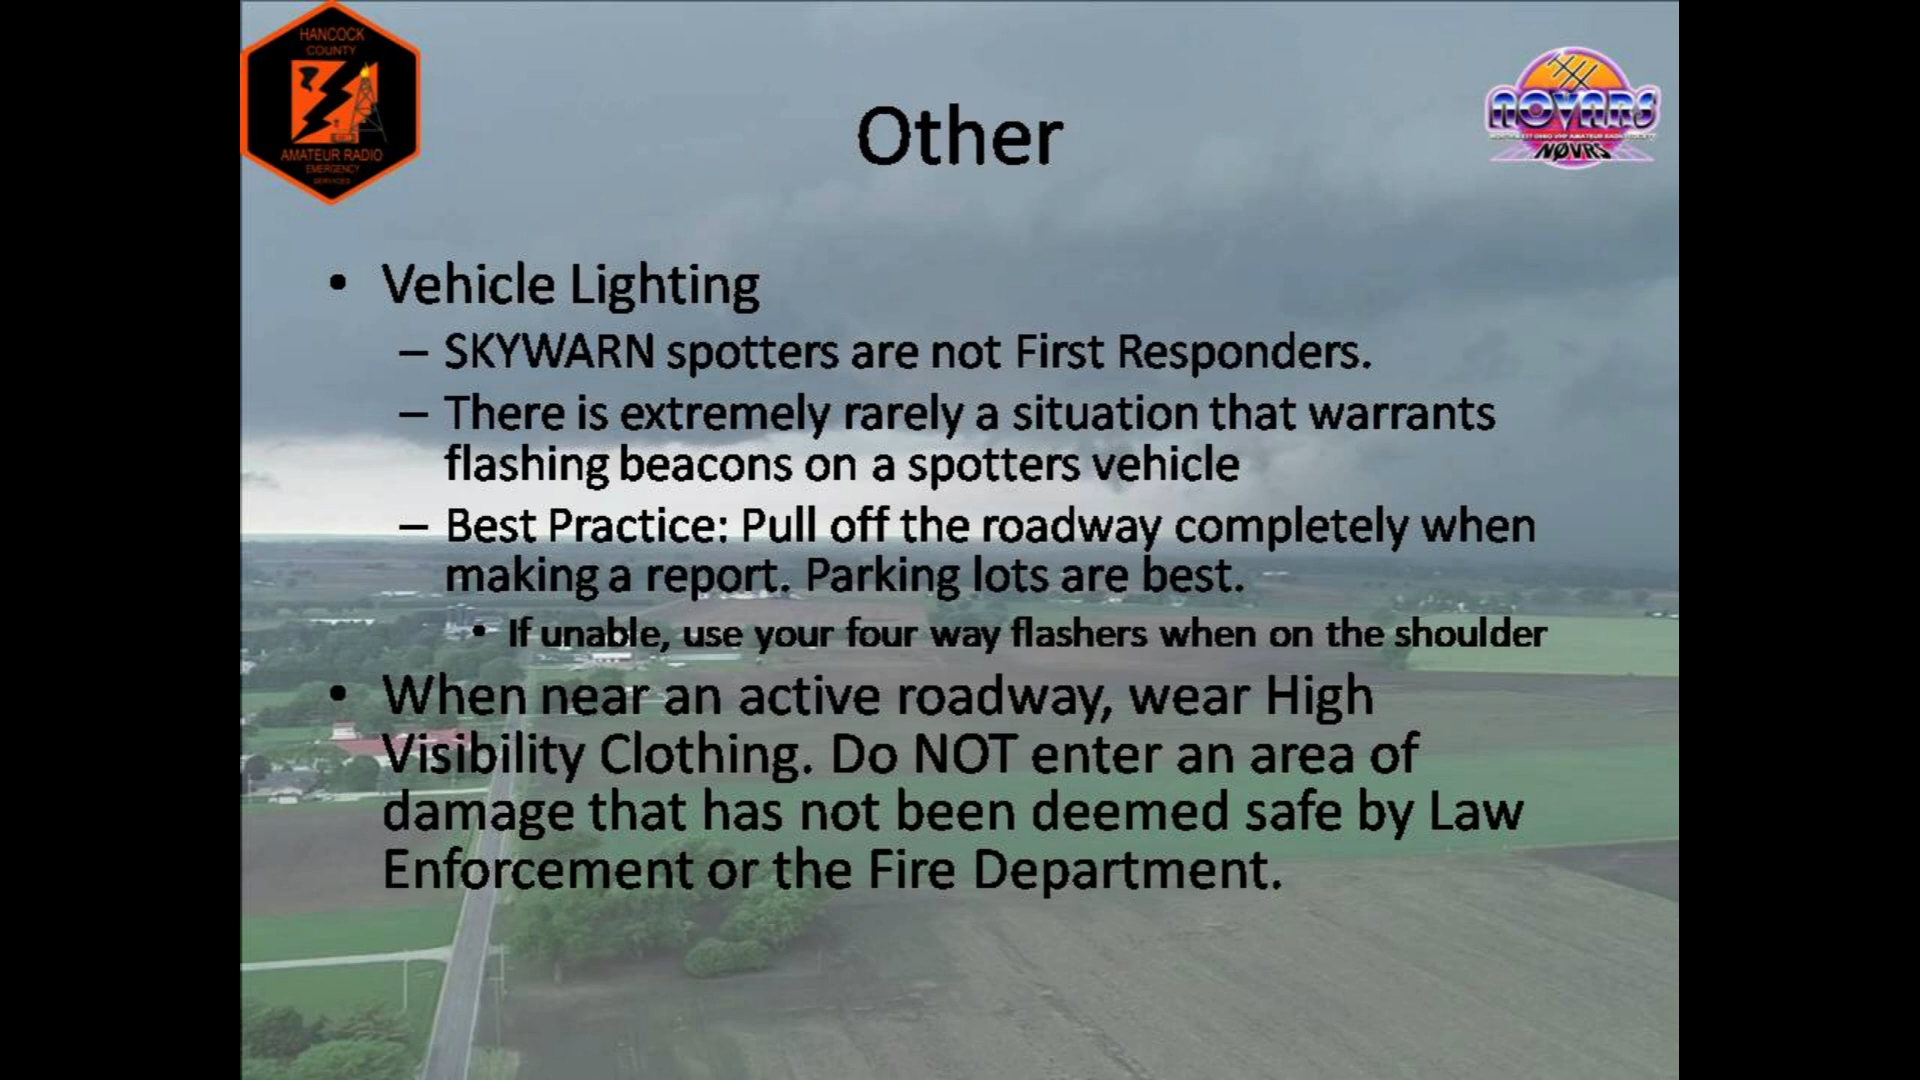 HANCOCK
COUNTY
AMATEUR RADIO
EMERGENCY
SERVICES
NOVARS
NØVRS
Other
• Vehicle Lighting
– SKYWARN spotters are not First Responders.
– There is extremely rarely a situation that warrants
flashing beacons on a spotters vehicle
– Best Practice: Pull off the roadway completely when
making a report. Parking lots are best.
• If unable, use your four way flashers when on the shoulder
• When near an active roadway, wear High
Visibility Clothing. Do NOT enter an area of
damage that has not been deemed safe by Law
Enforcement or the Fire Department.